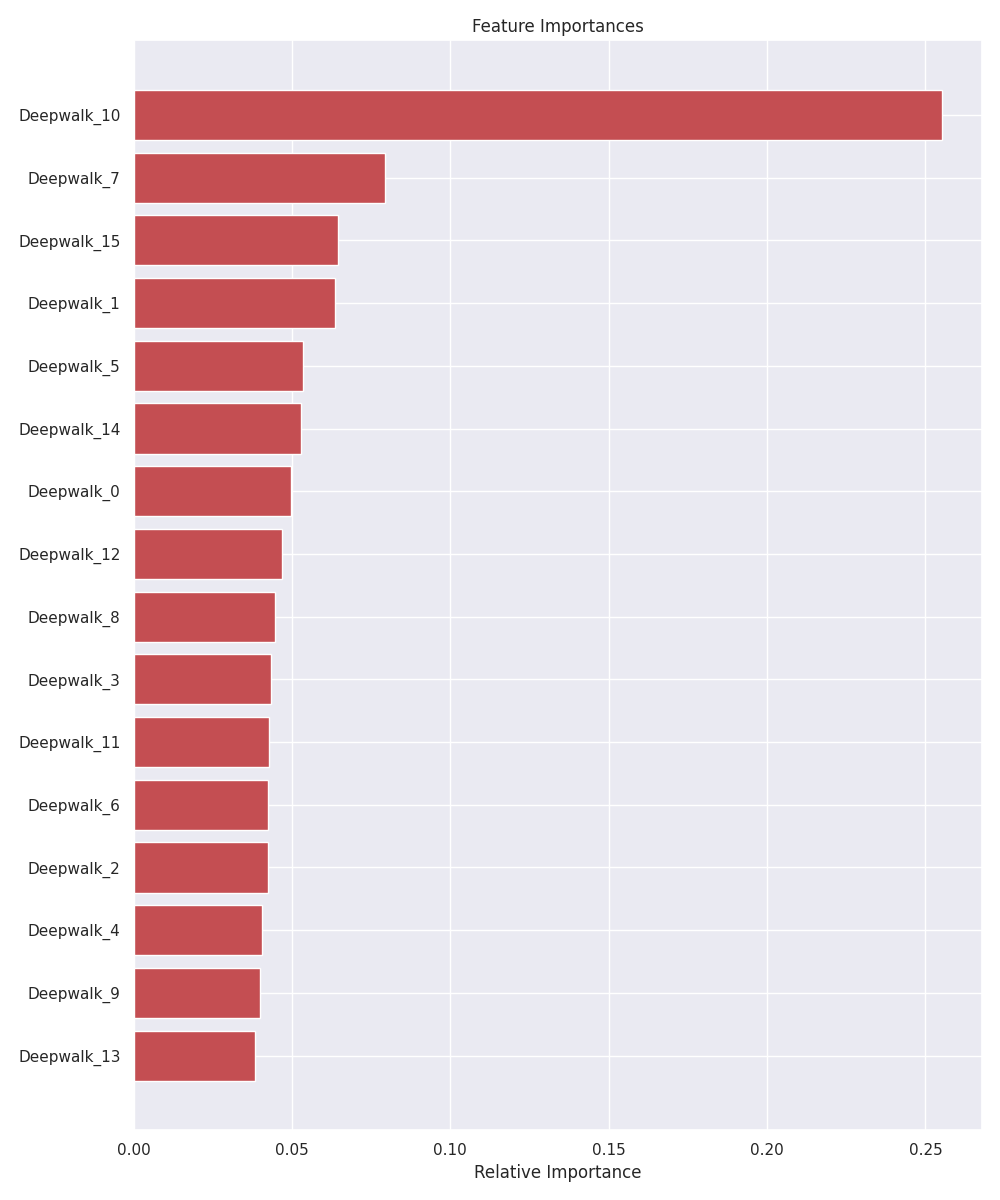 Feature Importances
Deepwalk_10
Deepwalk_7
Deepwalk_15
Deepwalk_1
Deepwalk_5
Deepwalk_14
Deepwalk_0
Deepwalk_12
Deepwalk_8
Deepwalk_3
Deepwalk_11
Deepwalk_6
Deepwalk_2
Deepwalk_4
Deepwalk_9
Deepwalk_13
0.00 0.05 0.10 0.15 0.20 0.25
Relative Importance